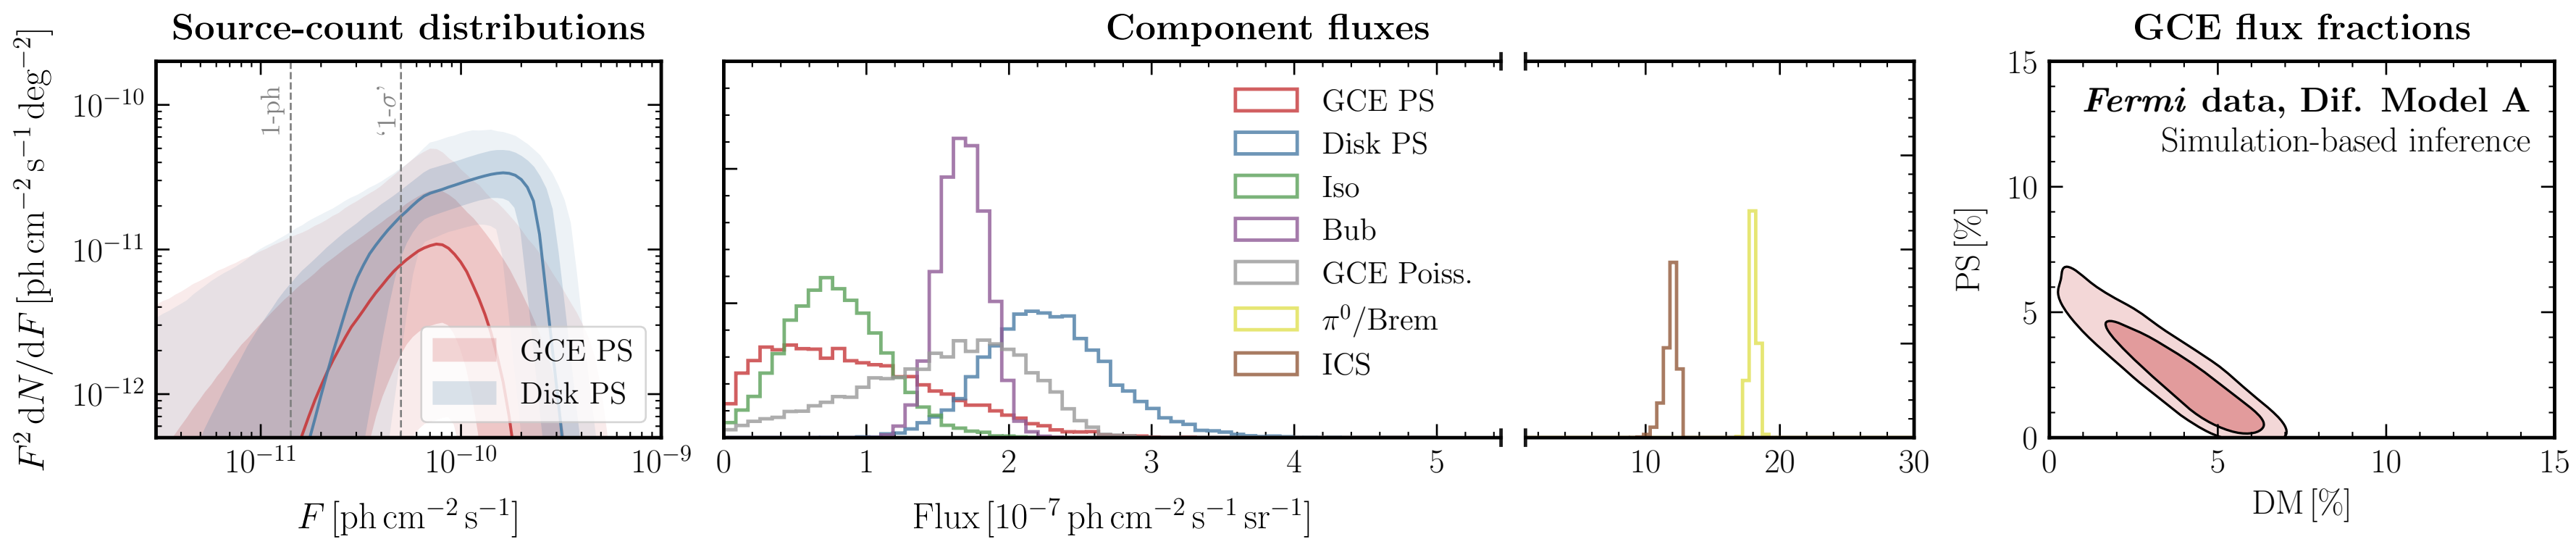 Source-count distributions
F² dN/dF [ph cm⁻² s⁻¹ deg⁻²]
10⁻¹⁰
10⁻¹¹
10⁻¹²
1-ph
‘1-σ’
GCE PS
Disk PS
10⁻¹¹ 10⁻¹⁰ 10⁻⁹
F [ph cm⁻² s⁻¹]
Component fluxes
GCE PS
Disk PS
Iso
Bub
GCE Poiss.
π⁰/Brem
ICS
0 1 2 3 4 5 10 20 30
Flux [10⁻⁷ ph cm⁻² s⁻¹ sr⁻¹]
GCE flux fractions
Fermi data, Dif. Model A
Simulation-based inference
PS [%]
15
10
5
0
0 5 10 15
DM [%]